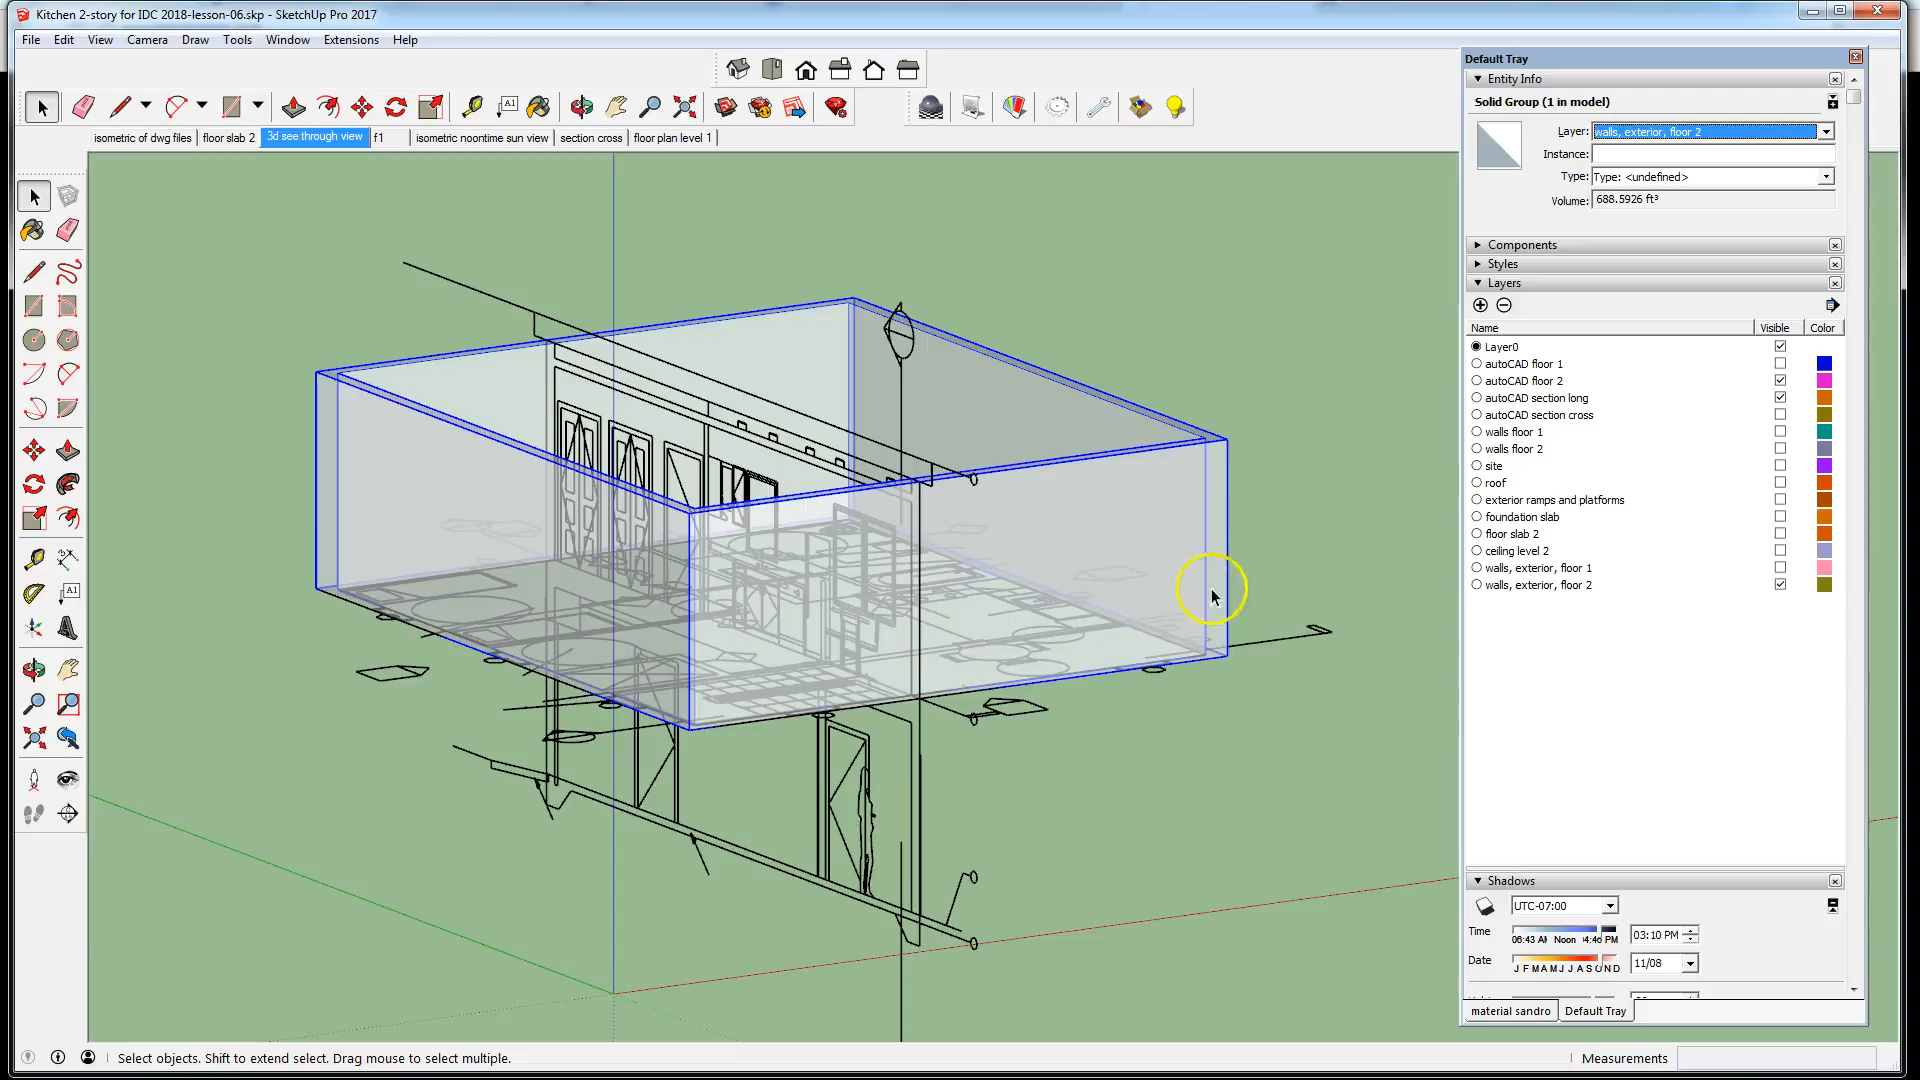 Kitchen 2-story for IDC 2018-lesson-06.skp - SketchUp Pro 2017
File Edit View Camera Draw Tools Window Extensions Help
isometric of dwg files floor slab 2 3d see through view f1 isometric noontime sun view section cross floor plan level 1
Default Tray
Entity Info
Solid Group (1 in model)
Layer: walls, exterior, floor 2
Instance:
Type: Type: <undefined>
Volume: 688.5926 ft³
Components
Styles
Layers
Name Visible Color
Layer0
autoCAD floor 1
autoCAD floor 2
autoCAD section long
autoCAD section cross
walls floor 1
walls floor 2
site
roof
exterior ramps and platforms
foundation slab
floor slab 2
ceiling level 2
walls, exterior, floor 1
walls, exterior, floor 2
Shadows
UTC-07:00
Time 06:43 Noon PM 03:10 PM
Date J F M A M J J A S O N D 11/08
material sandro Default Tray
Select objects. Shift to extend select. Drag mouse to select multiple. Measurements
A1
A1